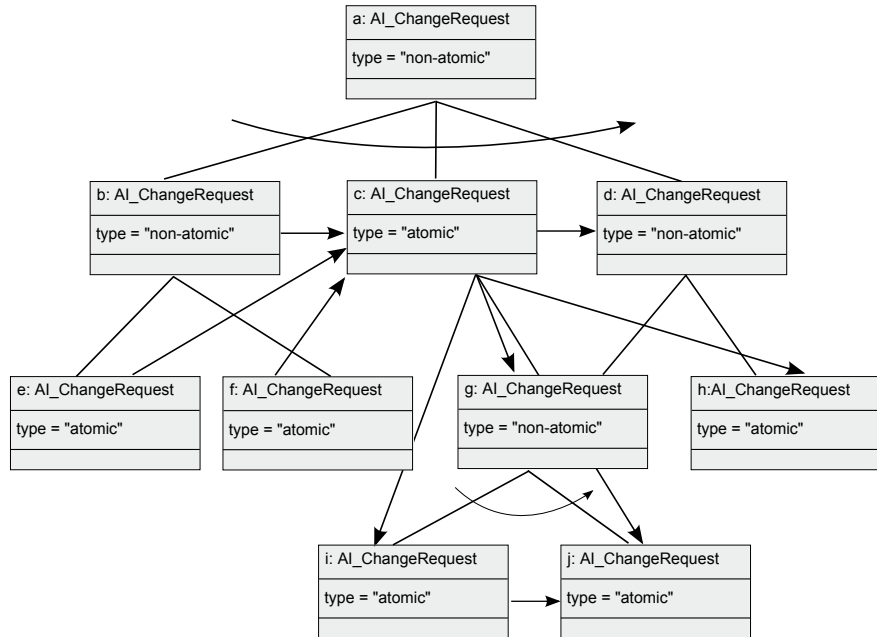 a: AI_ChangeRequest
type = "non-atomic"
b: AI_ChangeRequest
type = "non-atomic"
c: AI_ChangeRequest
type = "atomic"
d: AI_ChangeRequest
type = "non-atomic"
e: AI_ChangeRequest
type = "atomic"
f: AI_ChangeRequest
type = "atomic"
g: AI_ChangeRequest
type = "non-atomic"
h:AI_ChangeRequest
type = "atomic"
i: AI_ChangeRequest
type = "atomic"
j: AI_ChangeRequest
type = "atomic"